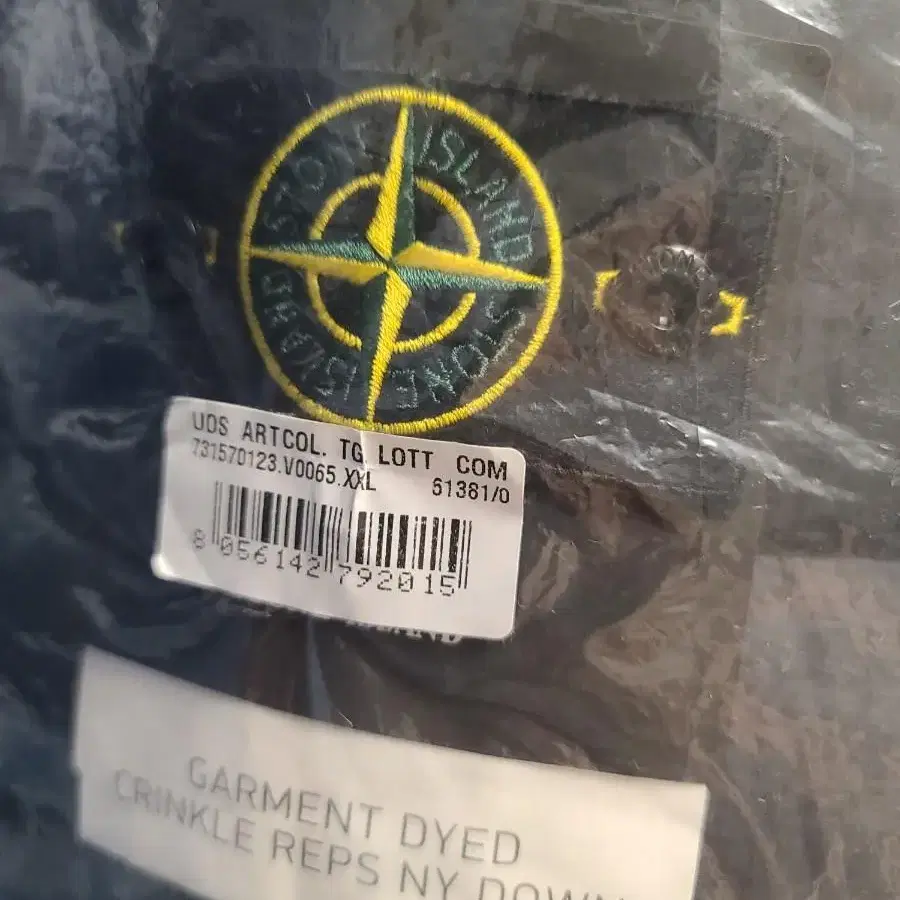 STONE ISLAND STONE ISLAND
STONE
UDS ARTCOL. TG. LOTT COM
731570123.V0065.XXL 61381/0
8 056142 792015
GARMENT DYED
CRINKLE REPS NY DOWN